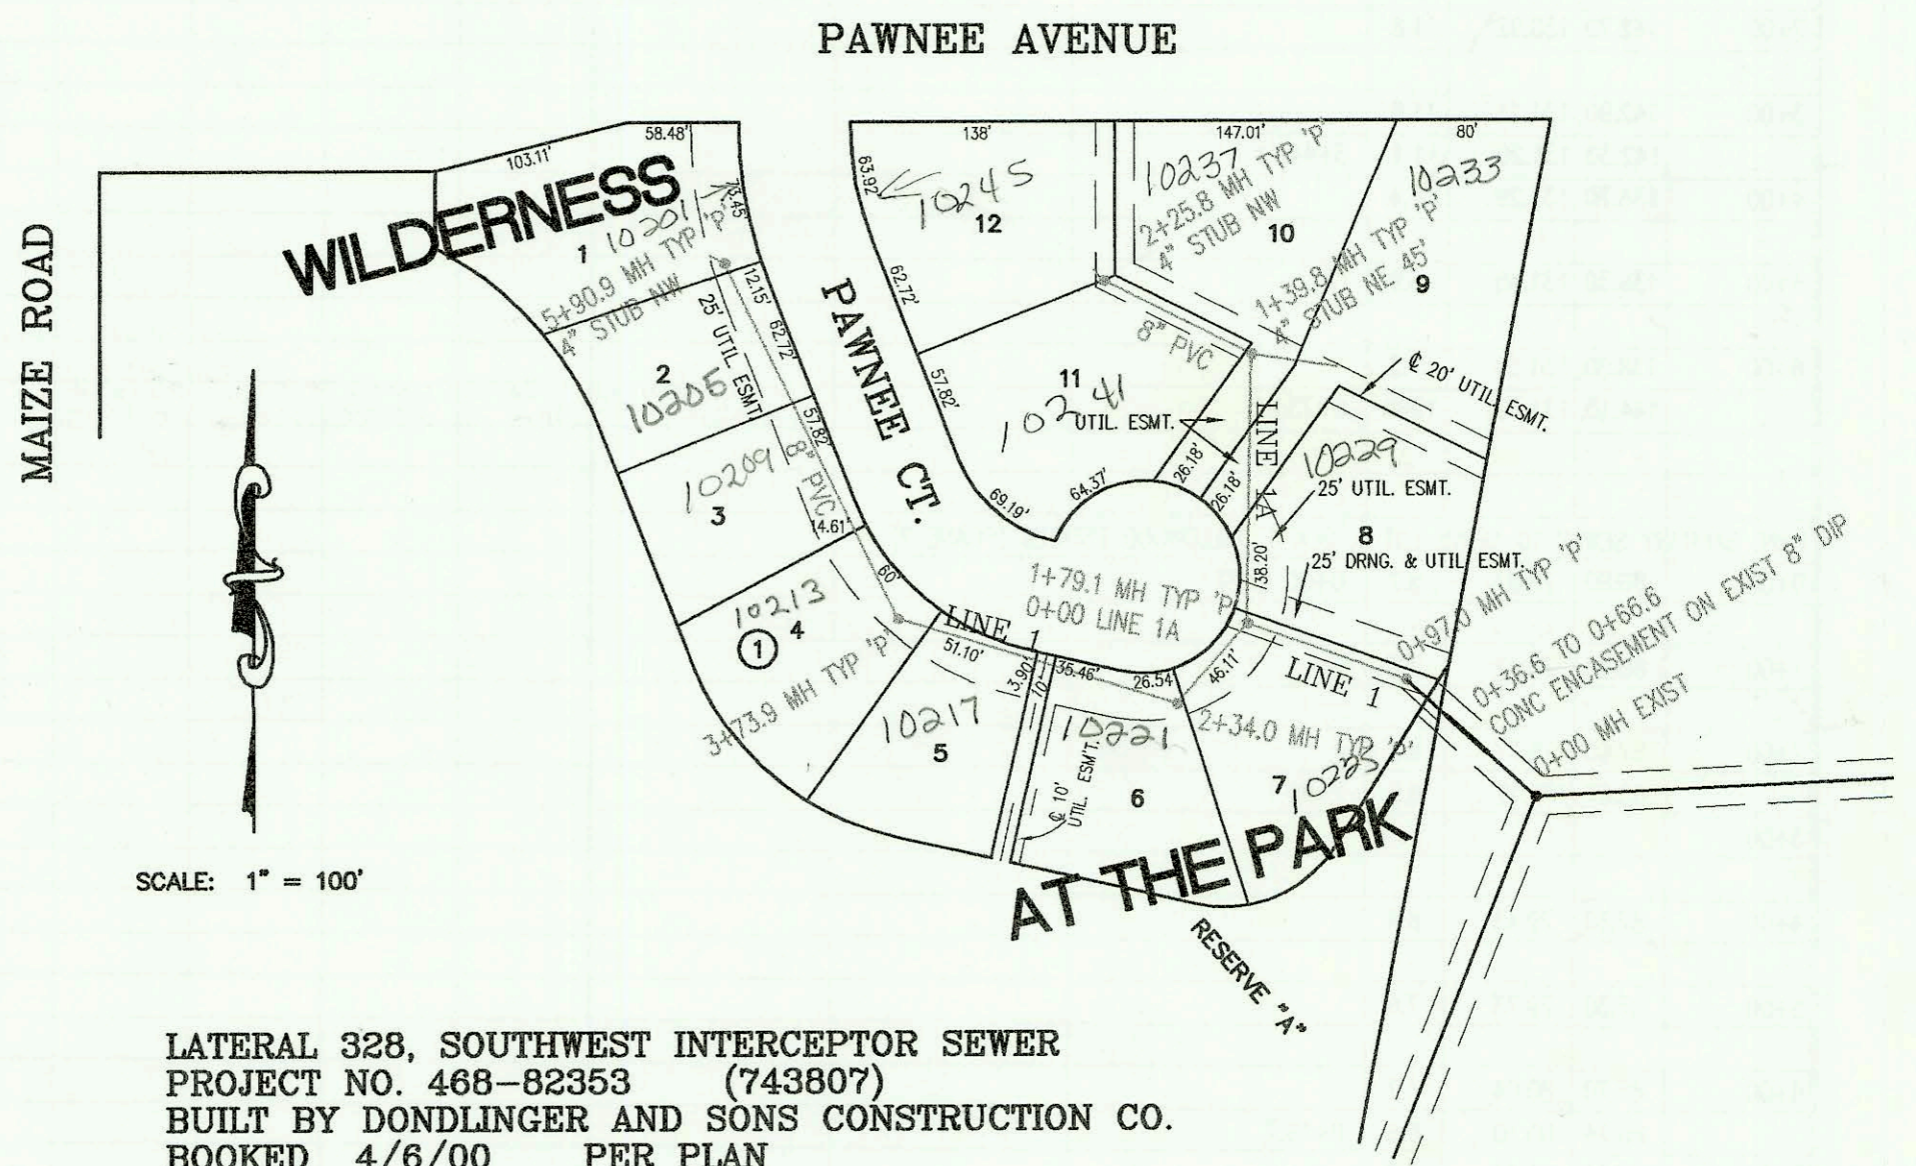 PAWNEE AVENUE
MAIZE ROAD
103.11'
58.48'
73.45'
WILDERNESS
1 10201
5+90.9 MH TYP 'P'
4" STUB NW
12.15'
62.72'
25' UTIL ESMT.
2
10205
57.82'
10209
3
8" PVC
14.61'
60'
10213
1 4
3+73.9 MH TYP 'P'
PAWNEE CT.
138'
63.92'
10245
12
62.72'
57.82'
69.19'
64.37'
11
10241
8" PVC
UTIL. ESMT.
26.18'
26.18'
147.01'
10237
2+25.8 MH TYP 'P'
4" STUB NW
10
80'
10233
1+39.8 MH TYP 'P'
4" STUB NE 45'
9
℄ 20' UTIL. ESMT.
LINE 1A
10229
25' UTIL. ESMT.
8
25' DRNG. & UTIL ESMT.
38.20'
1+79.1 MH TYP 'P'
0+00 LINE 1A
LINE 1
51.10'
3.90'
10'
35.46'
26.54'
46.11'
LINE 1
0+97.0 MH TYP 'P'
0+36.6 TO 0+66.6
CONC ENCASEMENT ON EXIST 8" DIP
0+00 MH EXIST
10217
5
10221
6
℄ 10'
UTIL. ESMT.
2+34.0 MH TYP 'P'
7 10225
AT THE PARK
RESERVE "A"
SCALE: 1" = 100'
LATERAL 328, SOUTHWEST INTERCEPTOR SEWER
PROJECT NO. 468-82353 (743807)
BUILT BY DONDLINGER AND SONS CONSTRUCTION CO.
BOOKED 4/6/00 PER PLAN